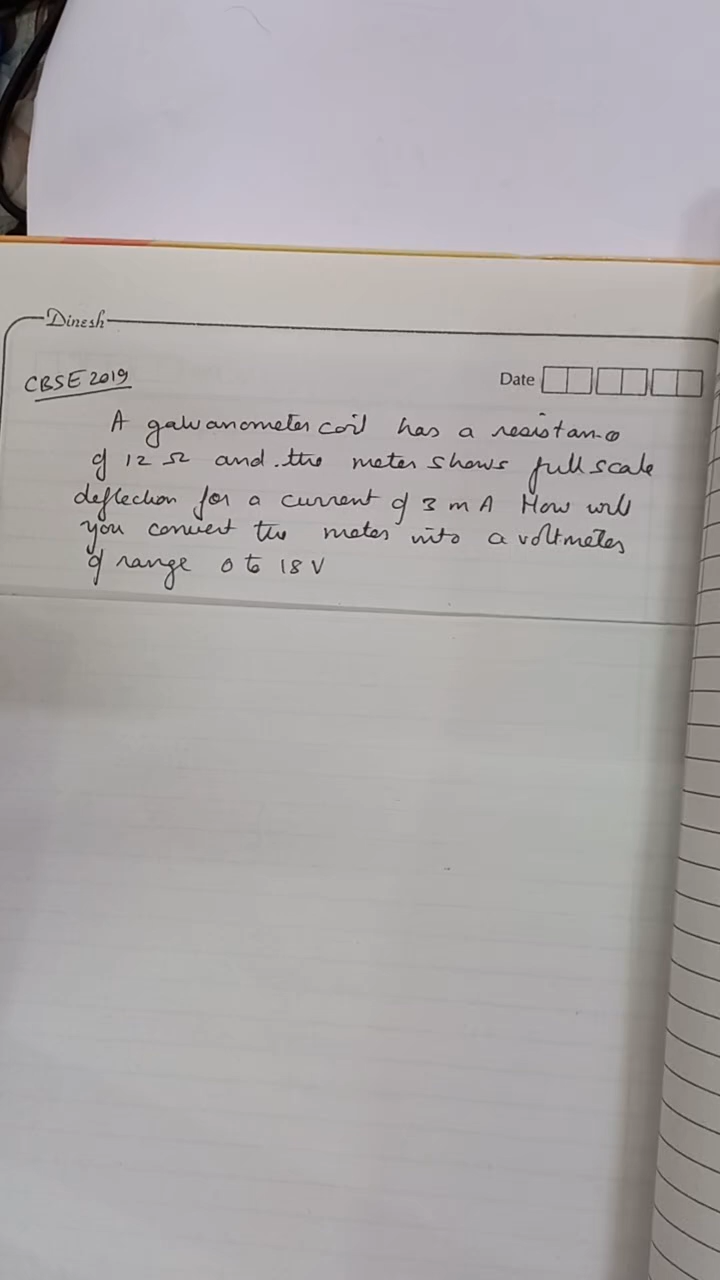 Dinesh
Date
CBSE 2019
A galvanometer coil has a resistance
of 12 Ω and the meter shows full scale
deflection for a current of 3 mA How will
you convert the meter into a voltmeter
of range 0 to 18 V